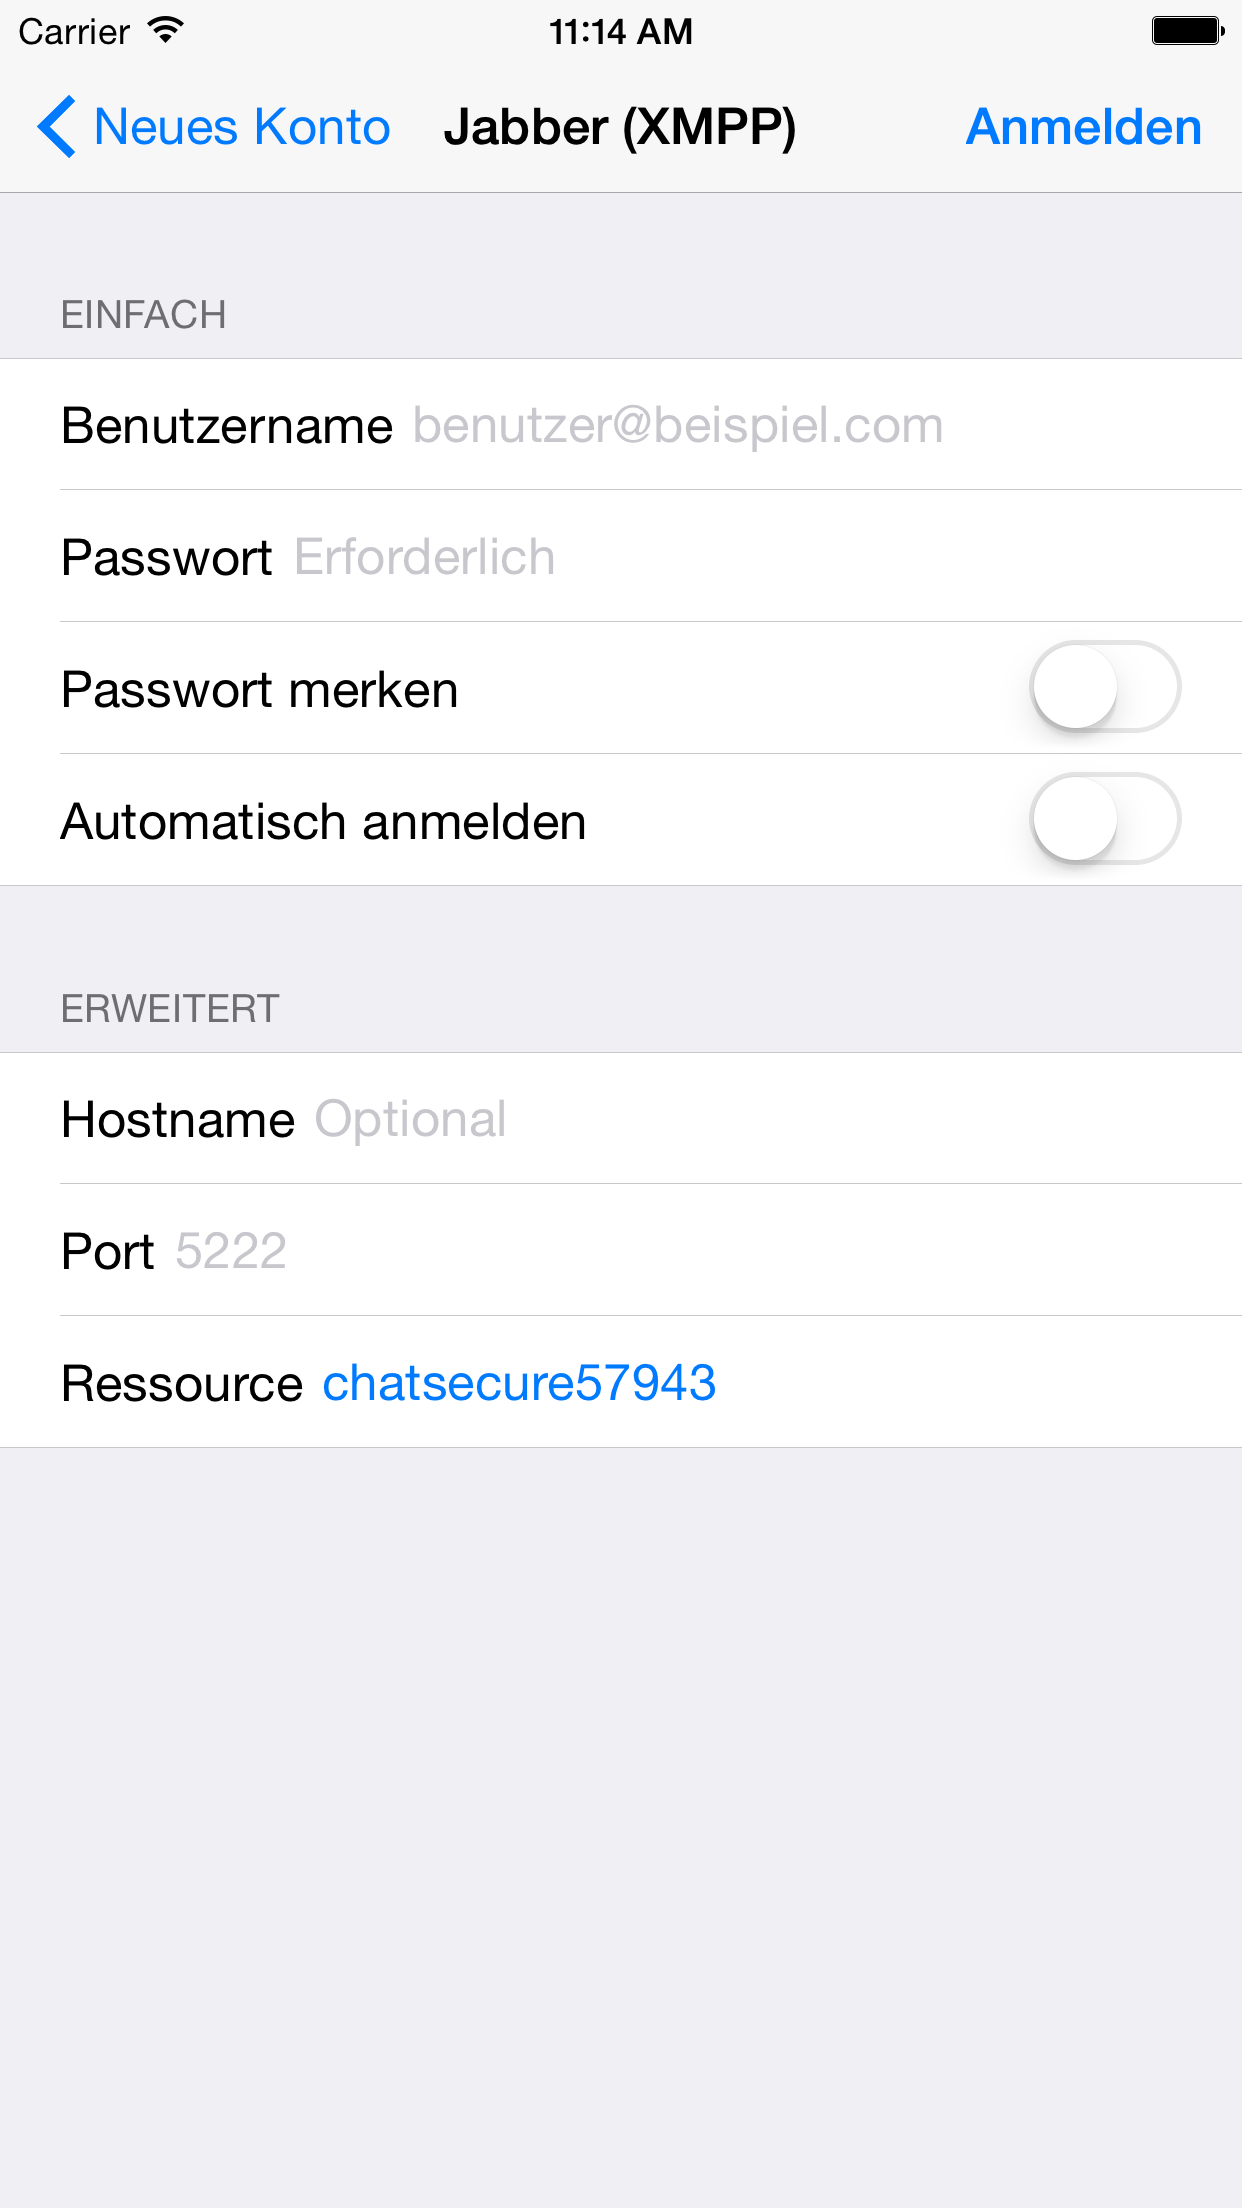 Carrier 11:14 AM
Neues Konto Jabber (XMPP) Anmelden
EINFACH
Benutzername benutzer@beispiel.com
Passwort Erforderlich
Passwort merken
Automatisch anmelden
ERWEITERT
Hostname Optional
Port 5222
Ressource chatsecure57943